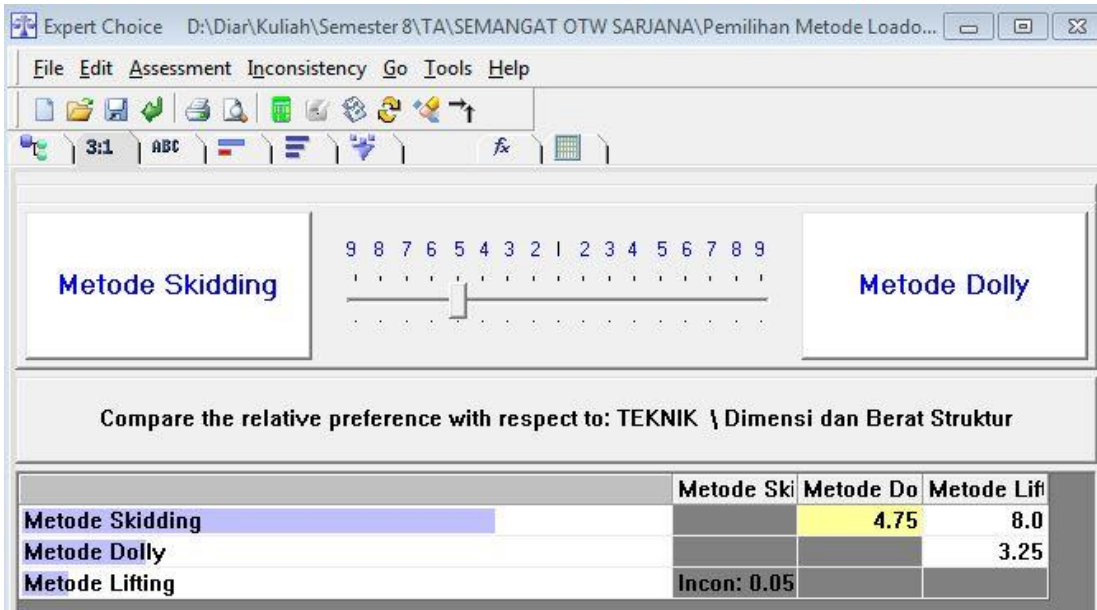 Expert Choice D:\Diar\Kuliah\Semester 8\TA\SEMANGAT OTW SARJANA\Pemilihan Metode Loado...
File Edit Assessment Inconsistency Go Tools Help
3:1 ABC fx
9 8 7 6 5 4 3 2 1 2 3 4 5 6 7 8 9
Metode Skidding
Metode Dolly
Compare the relative preference with respect to: TEKNIK \ Dimensi dan Berat Struktur
Metode Ski Metode Do Metode Lift
Metode Skidding 4.75 8.0
Metode Dolly 3.25
Metode Lifting Incon: 0.05